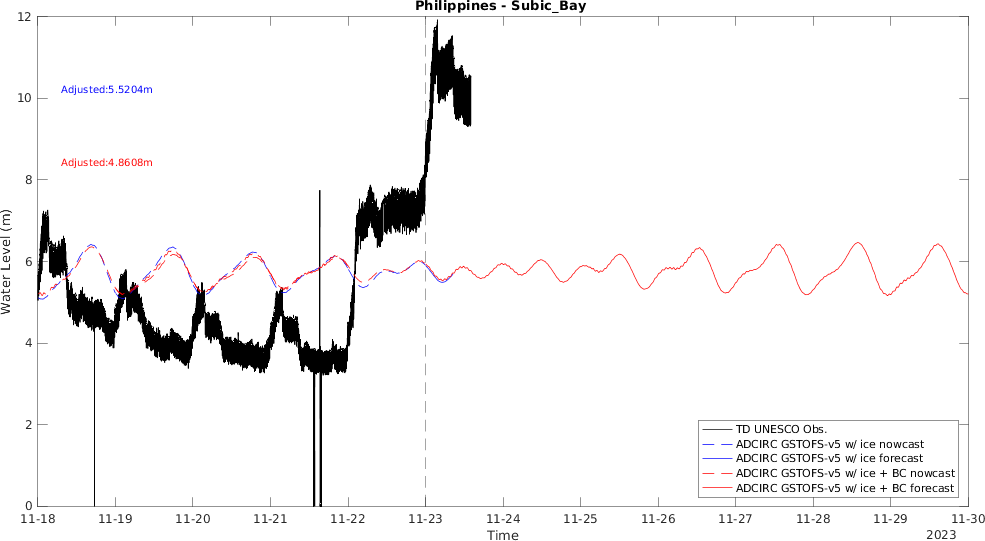 Philippines - Subic_Bay
12
10
8
6
4
2
0
Water Level (m)
Adjusted:5.5204m
Adjusted:4.8608m
TD UNESCO Obs.
ADCIRC GSTOFS-v5 w/ ice nowcast
ADCIRC GSTOFS-v5 w/ ice forecast
ADCIRC GSTOFS-v5 w/ ice + BC nowcast
ADCIRC GSTOFS-v5 w/ ice + BC forecast
11-18 11-19 11-20 11-21 11-22 11-23 11-24 11-25 11-26 11-27 11-28 11-29 11-30
Time
2023